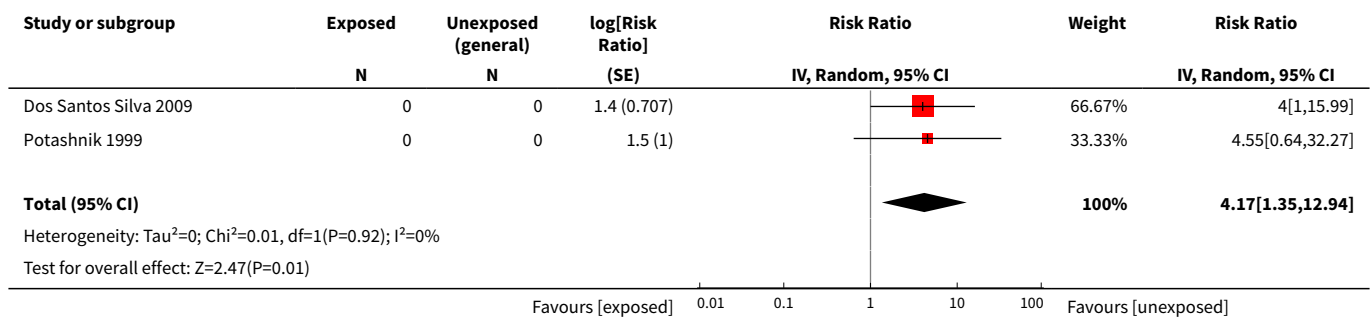 Study or subgroup Exposed Unexposed (general) log[Risk Ratio] Risk Ratio Weight Risk Ratio
N N (SE) IV, Random, 95% CI IV, Random, 95% CI
Dos Santos Silva 2009 0 0 1.4 (0.707) 66.67% 4[1,15.99]
Potashnik 1999 0 0 1.5 (1) 33.33% 4.55[0.64,32.27]
Total (95% CI) 100% 4.17[1.35,12.94]
Heterogeneity: Tau²=0; Chi²=0.01, df=1(P=0.92); I²=0%
Test for overall effect: Z=2.47(P=0.01)
Favours [exposed] 0.01 0.1 1 10 100 Favours [unexposed]